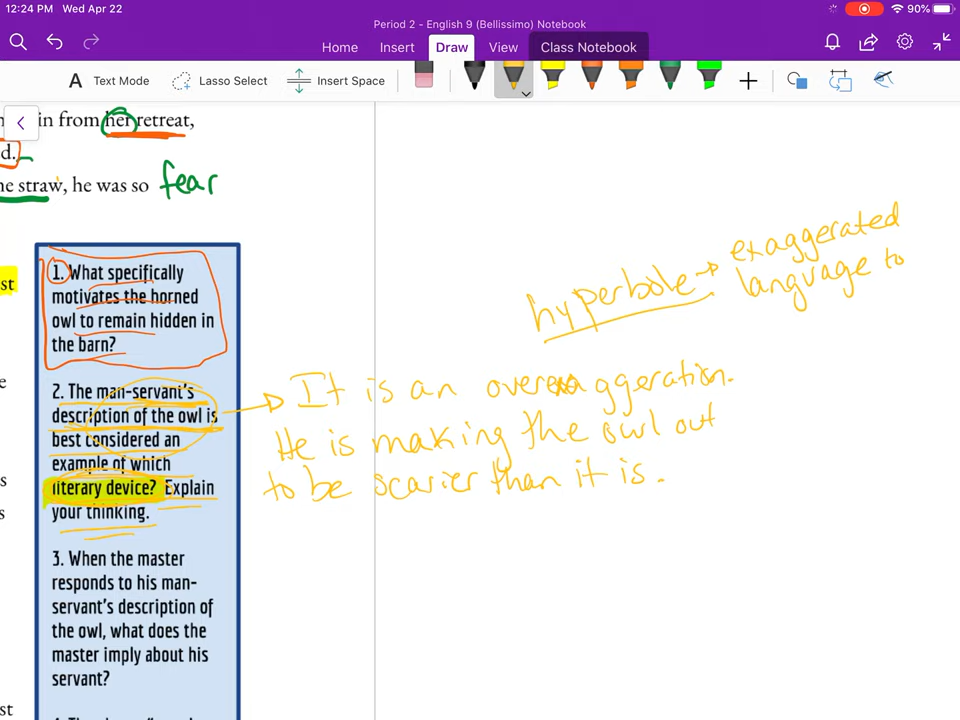 12:24 PM Wed Apr 22
90%
Period 2 - English 9 (Bellissimo) Notebook
Home Insert Draw View Class Notebook
Text Mode Lasso Select Insert Space
in from her retreat,
d.
he straw, he was so fear
st
1. What specifically
motivates the horned
owl to remain hidden in
the barn?
hyperbole → exaggerated
language to
e
2. The man-servant's
description of the owl is
best considered an
example of which
literary device? Explain
your thinking.
→ It is an overexaggeration.
He is making the owl out
to be scarier than it is.
s
s
3. When the master
responds to his man-
servant's description of
the owl, what does the
master imply about his
servant?
st